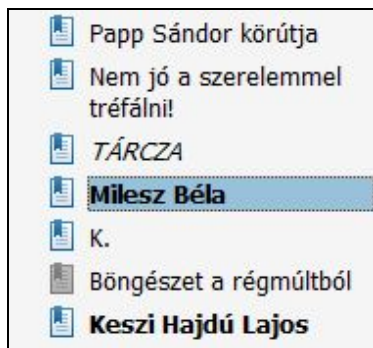 Papp Sándor körútja
Nem jó a szerelemmel
tréfálni!
TÁRCZA
Milesz Béla
K.
Böngészet a régmúltból
Keszi Hajdú Lajos